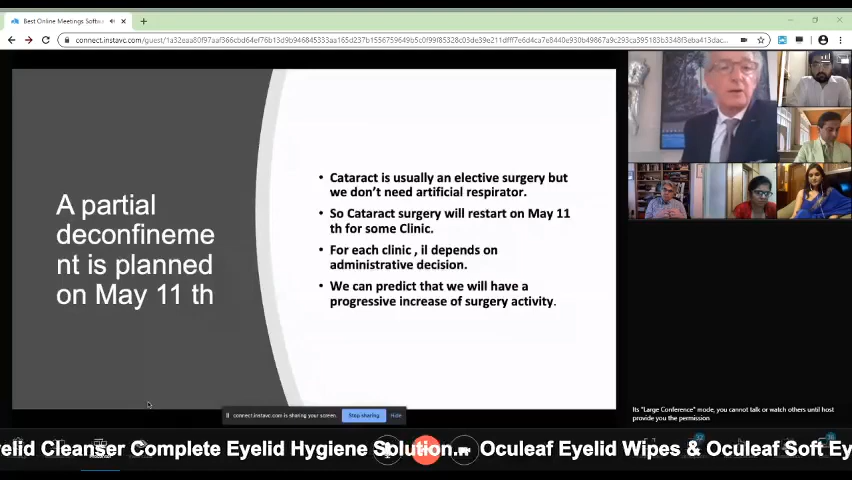 Best Online Meetings Softwa
connect.instavc.com/guest/1a32eaa80f97aaf366cbd64ef76b13d9b946845333aa165d237b1556759649b5c0f99f85328c03de39e211dfff7e6d4ca7e8440e930b49867a9c293ca395183b3348f3eba413dac...
A partial
deconfineme
nt is planned
on May 11 th
• Cataract is usually an elective surgery but
we don't need artificial respirator.
• So Cataract surgery will restart on May 11
th for some Clinic.
• For each clinic , il depends on
administrative decision.
• We can predict that we will have a
progressive increase of surgery activity.
connect.instavc.com is sharing your screen.
Stop sharing
Hide
Its "Large Conference" mode, you cannot talk or watch others until host
provide you the permission
elid Cleanser Complete Eyelid Hygiene Solution... Oculeaf Eyelid Wipes & Oculeaf Soft Ey